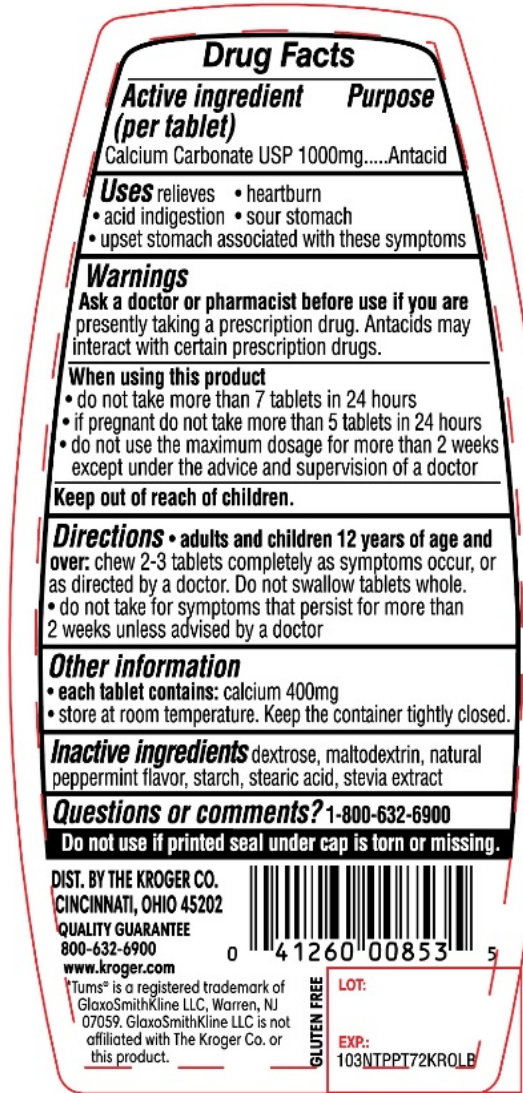 Drug Facts
Active ingredient Purpose
(per tablet)
Calcium Carbonate USP 1000mg.....Antacid
Uses relieves • heartburn
• acid indigestion • sour stomach
• upset stomach associated with these symptoms
Warnings
Ask a doctor or pharmacist before use if you are
presently taking a prescription drug. Antacids may
interact with certain prescription drugs.
When using this product
• do not take more than 7 tablets in 24 hours
• if pregnant do not take more than 5 tablets in 24 hours
• do not use the maximum dosage for more than 2 weeks
except under the advice and supervision of a doctor
Keep out of reach of children.
Directions • adults and children 12 years of age and
over: chew 2-3 tablets completely as symptoms occur, or
as directed by a doctor. Do not swallow tablets whole.
• do not take for symptoms that persist for more than
2 weeks unless advised by a doctor
Other information
• each tablet contains: calcium 400mg
• store at room temperature. Keep the container tightly closed.
Inactive ingredients dextrose, maltodextrin, natural
peppermint flavor, starch, stearic acid, stevia extract
Questions or comments? 1-800-632-6900
Do not use if printed seal under cap is torn or missing.
DIST. BY THE KROGER CO.
CINCINNATI, OHIO 45202
QUALITY GUARANTEE
800-632-6900
www.kroger.com
*Tums® is a registered trademark of
GlaxoSmithKline LLC, Warren, NJ
07059. GlaxoSmithKline LLC is not
affiliated with The Kroger Co. or
this product.
0 41260 00853 5
GLUTEN FREE
LOT:
EXP.:
103NTPPT72KROLB